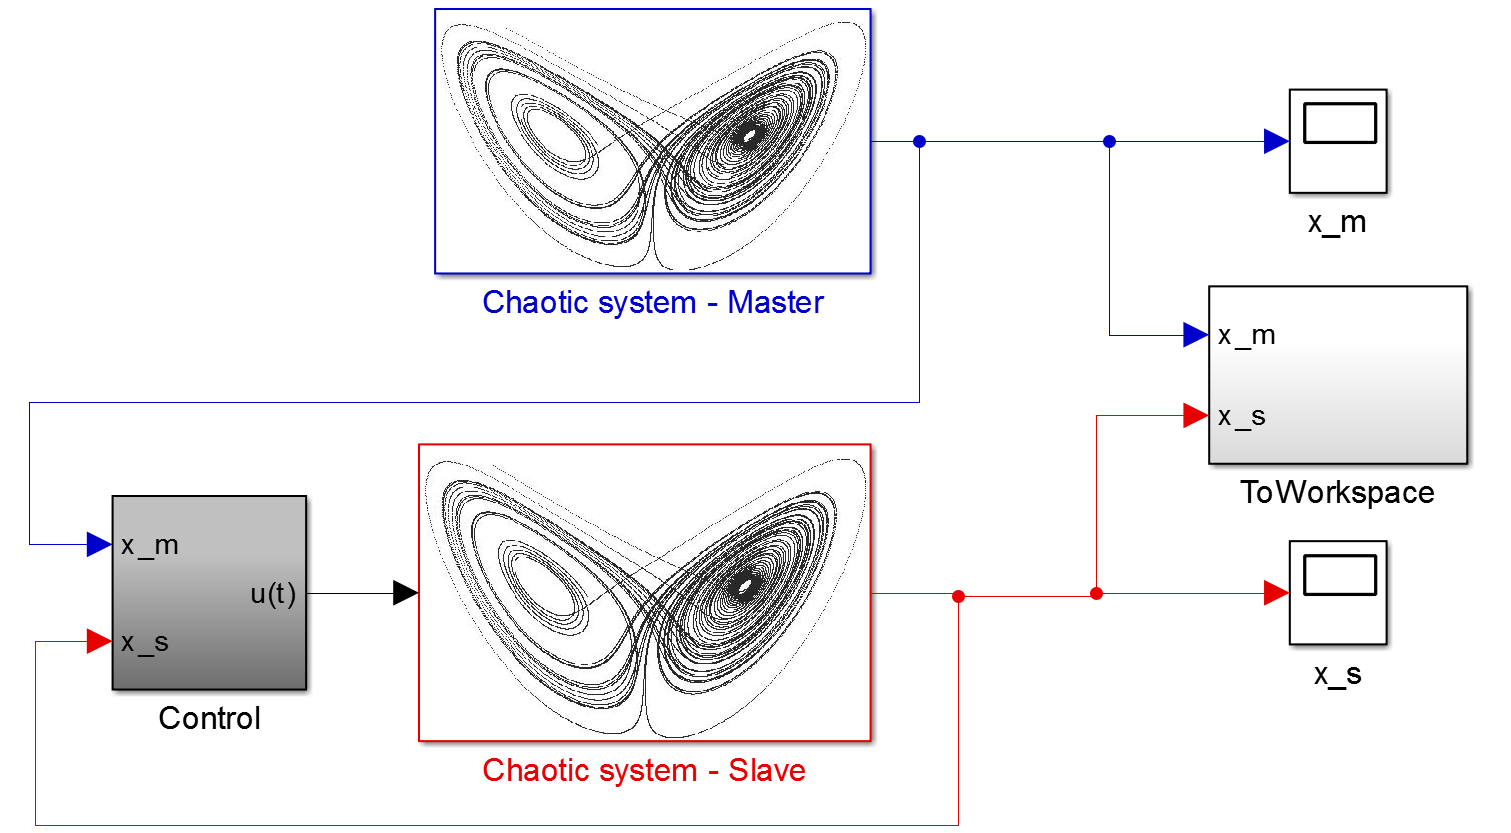 Chaotic system - Master
x_m
x_m
x_s
ToWorkspace
x_m
u(t)
x_s
Control
Chaotic system - Slave
x_s